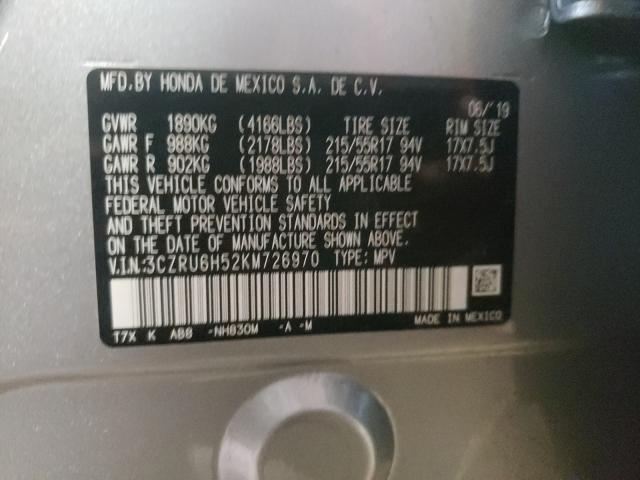 MFD.BY HONDA DE MEXICO S.A. DE C.V.
06/'19
GVWR 1890KG (4166LBS) TIRE SIZE RIM SIZE
GAWR F 988KG (2178LBS) 215/55R17 94V 17X7.5J
GAWR R 902KG (1988LBS) 215/55R17 94V 17X7.5J
THIS VEHICLE CONFORMS TO ALL APPLICABLE
FEDERAL MOTOR VEHICLE SAFETY
AND THEFT PREVENTION STANDARDS IN EFFECT
ON THE DATE OF MANUFACTURE SHOWN ABOVE.
V.I.N.:3CZRU6H52KM726970 TYPE: MPV
T7X K AB8 -NH830M -A -M
MADE IN MEXICO